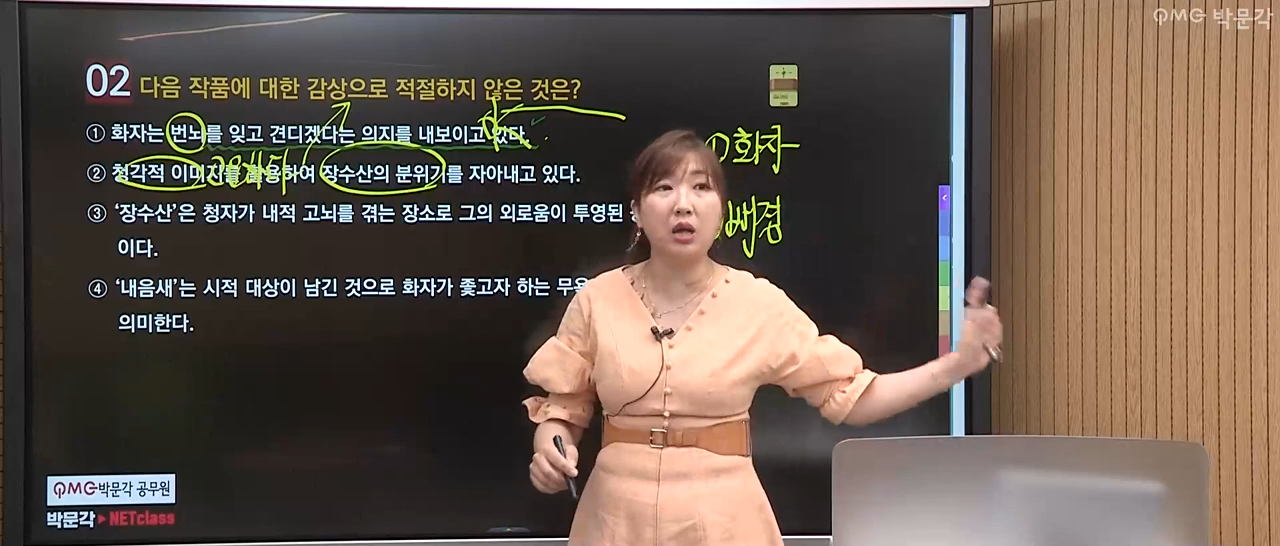 PMG 박문각
02 다음 작품에 대한 감상으로 적절하지 않은 것은?
① 화자는 번뇌를 잊고 견디겠다는 의지를 내보이고 있다.
② 청각적 이미지를 활용하여 장수산의 분위기를 자아내고 있다.
③ '장수산'은 청자가 내적 고뇌를 겪는 장소로 그의 외로움이 투영된
이다.
④ '내음새'는 시적 대상이 남긴 것으로 화자가 좇고자 하는
의미한다.
①화자
배경
PMG 박문각 공무원
박문각 ▶ NETclass